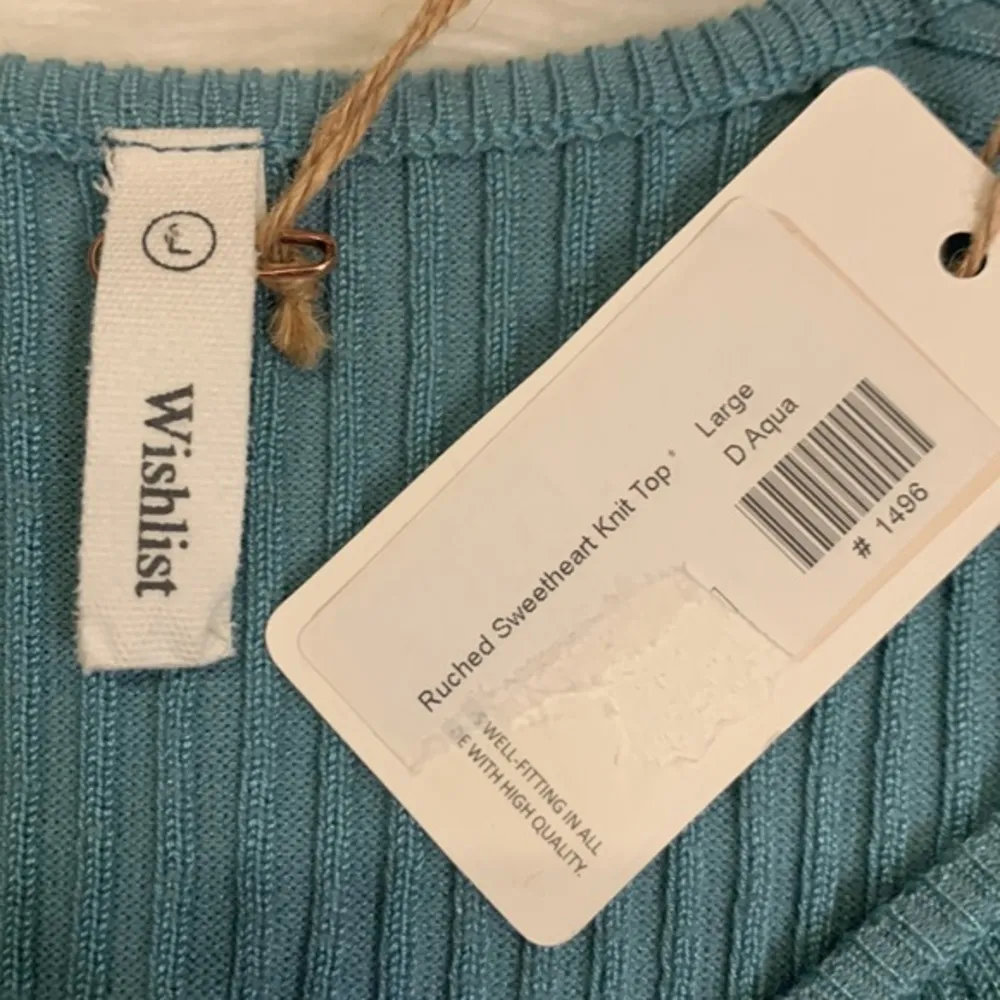 L
Wishlist
Large
D Aqua
Ruched Sweetheart Knit Top *
# 1496
S WELL-FITTING IN ALL
E WITH HIGH QUALITY.